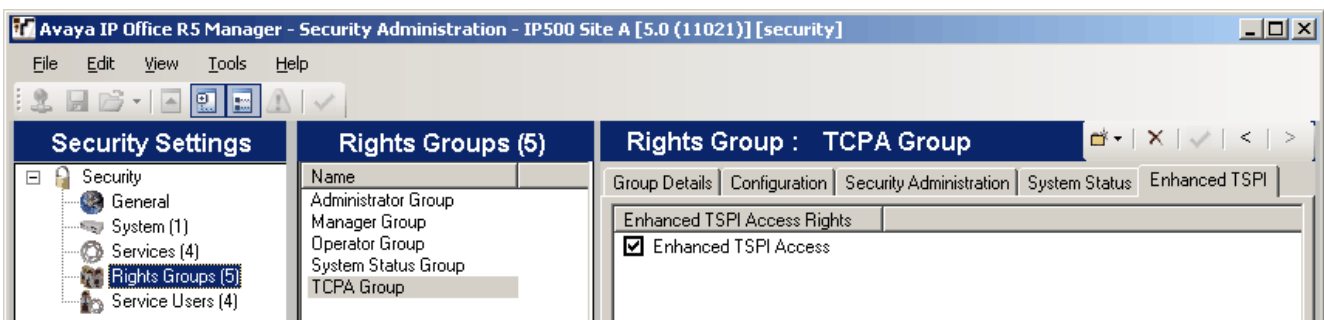 Avaya IP Office R5 Manager - Security Administration - IP500 Site A [5.0 (11021)] [security]
File Edit View Tools Help
Security Settings
Security
General
System (1)
Services (4)
Rights Groups (5)
Service Users (4)
Rights Groups (5)
Name
Administrator Group
Manager Group
Operator Group
System Status Group
TCPA Group
Rights Group : TCPA Group
Group Details Configuration Security Administration System Status Enhanced TSPI
Enhanced TSPI Access Rights
Enhanced TSPI Access